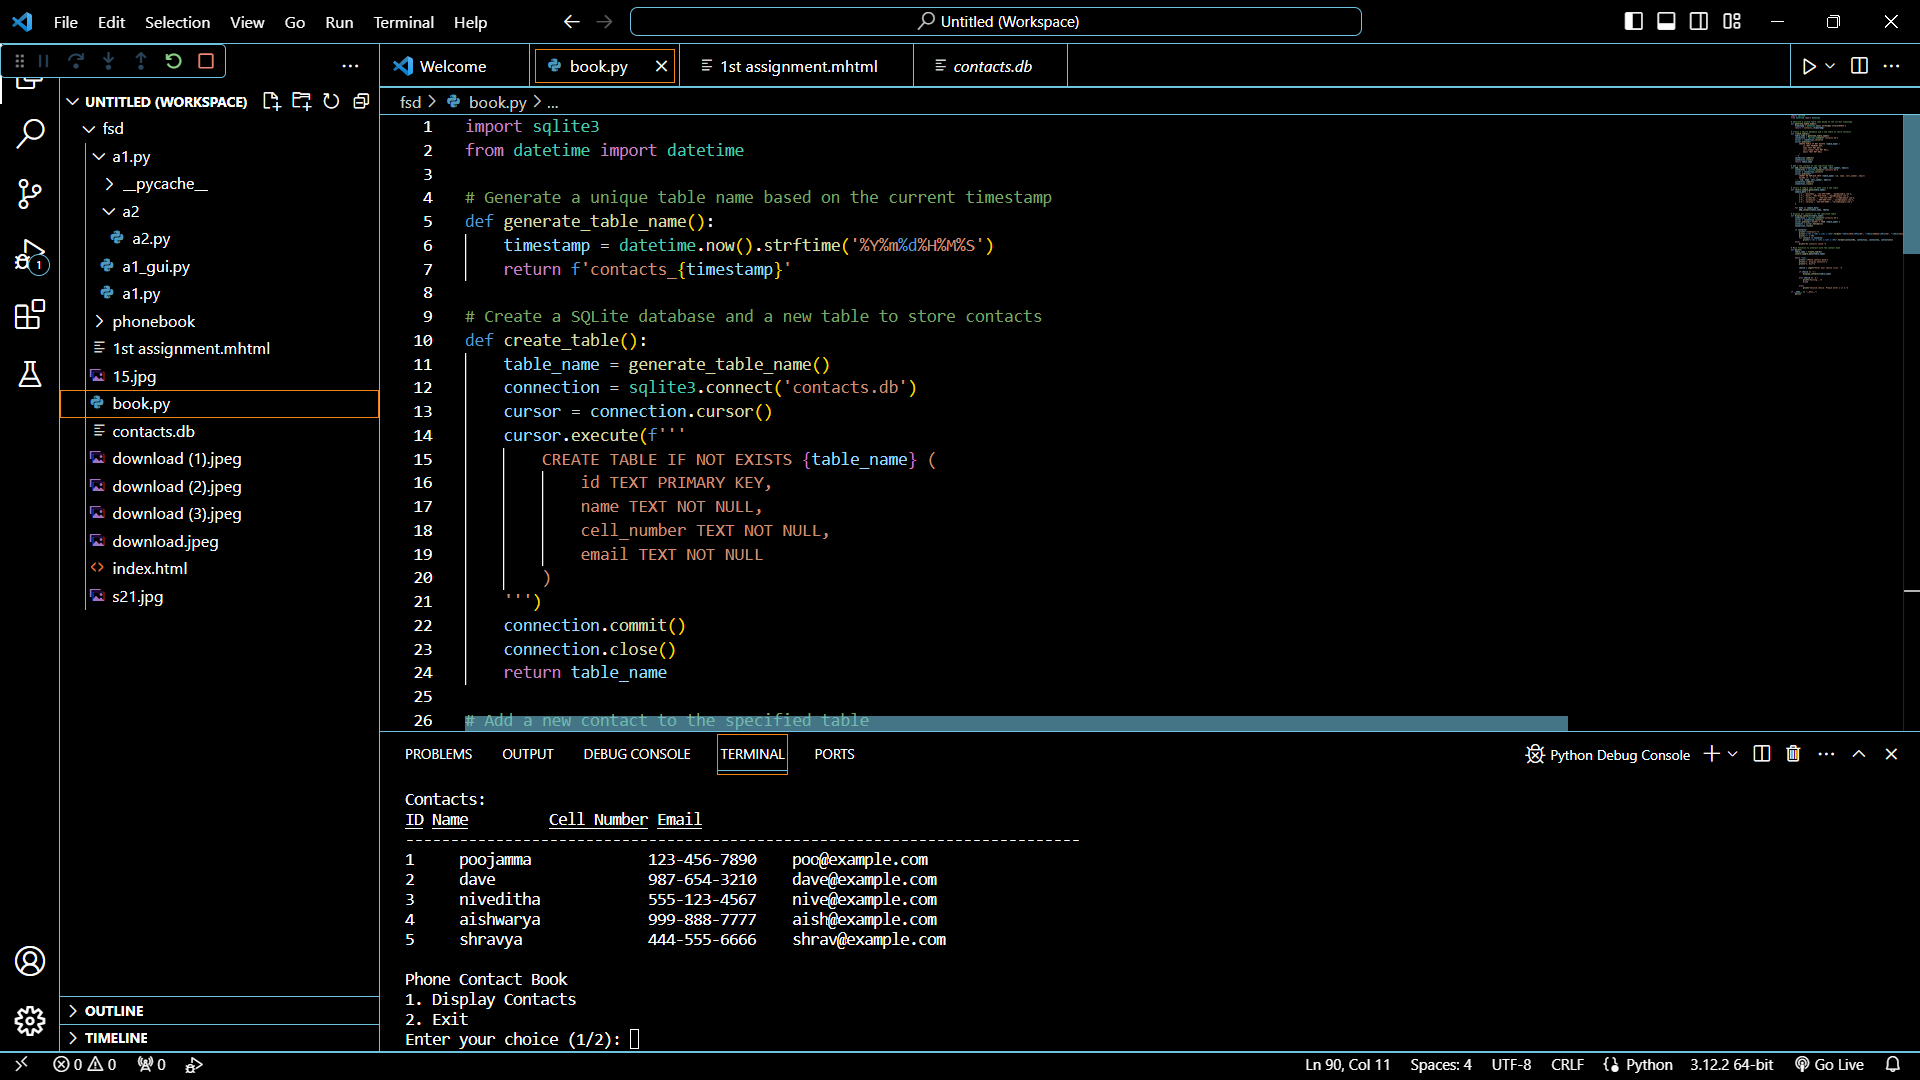 File Edit Selection View Go Run Terminal Help
Untitled (Workspace)
Welcome
book.py
1st assignment.mhtml
contacts.db
UNTITLED (WORKSPACE)
fsd
a1.py
__pycache__
a2
a2.py
a1_gui.py
a1.py
phonebook
1st assignment.mhtml
15.jpg
book.py
contacts.db
download (1).jpeg
download (2).jpeg
download (3).jpeg
download.jpeg
index.html
s21.jpg
OUTLINE
TIMELINE
1
fsd > book.py > ...
1 import sqlite3
2 from datetime import datetime
3
4 # Generate a unique table name based on the current timestamp
5 def generate_table_name():
6 timestamp = datetime.now().strftime('%Y%m%d%H%M%S')
7 return f'contacts_{timestamp}'
8
9 # Create a SQLite database and a new table to store contacts
10 def create_table():
11 table_name = generate_table_name()
12 connection = sqlite3.connect('contacts.db')
13 cursor = connection.cursor()
14 cursor.execute(f'''
15 CREATE TABLE IF NOT EXISTS {table_name} (
16 id TEXT PRIMARY KEY,
17 name TEXT NOT NULL,
18 cell_number TEXT NOT NULL,
19 email TEXT NOT NULL
20 )
21 ''')
22 connection.commit()
23 connection.close()
24 return table_name
25
26 # Add a new contact to the specified table
PROBLEMS OUTPUT DEBUG CONSOLE TERMINAL PORTS
Python Debug Console
Contacts:
ID Name Cell Number Email
---------------------------------------------------------------------------
1 poojamma 123-456-7890 poo@example.com
2 dave 987-654-3210 dave@example.com
3 niveditha 555-123-4567 nive@example.com
4 aishwarya 999-888-7777 aish@example.com
5 shravya 444-555-6666 shrav@example.com
Phone Contact Book
1. Display Contacts
2. Exit
Enter your choice (1/2):
0 0 0
Ln 90, Col 11 Spaces: 4 UTF-8 CRLF Python 3.12.2 64-bit Go Live